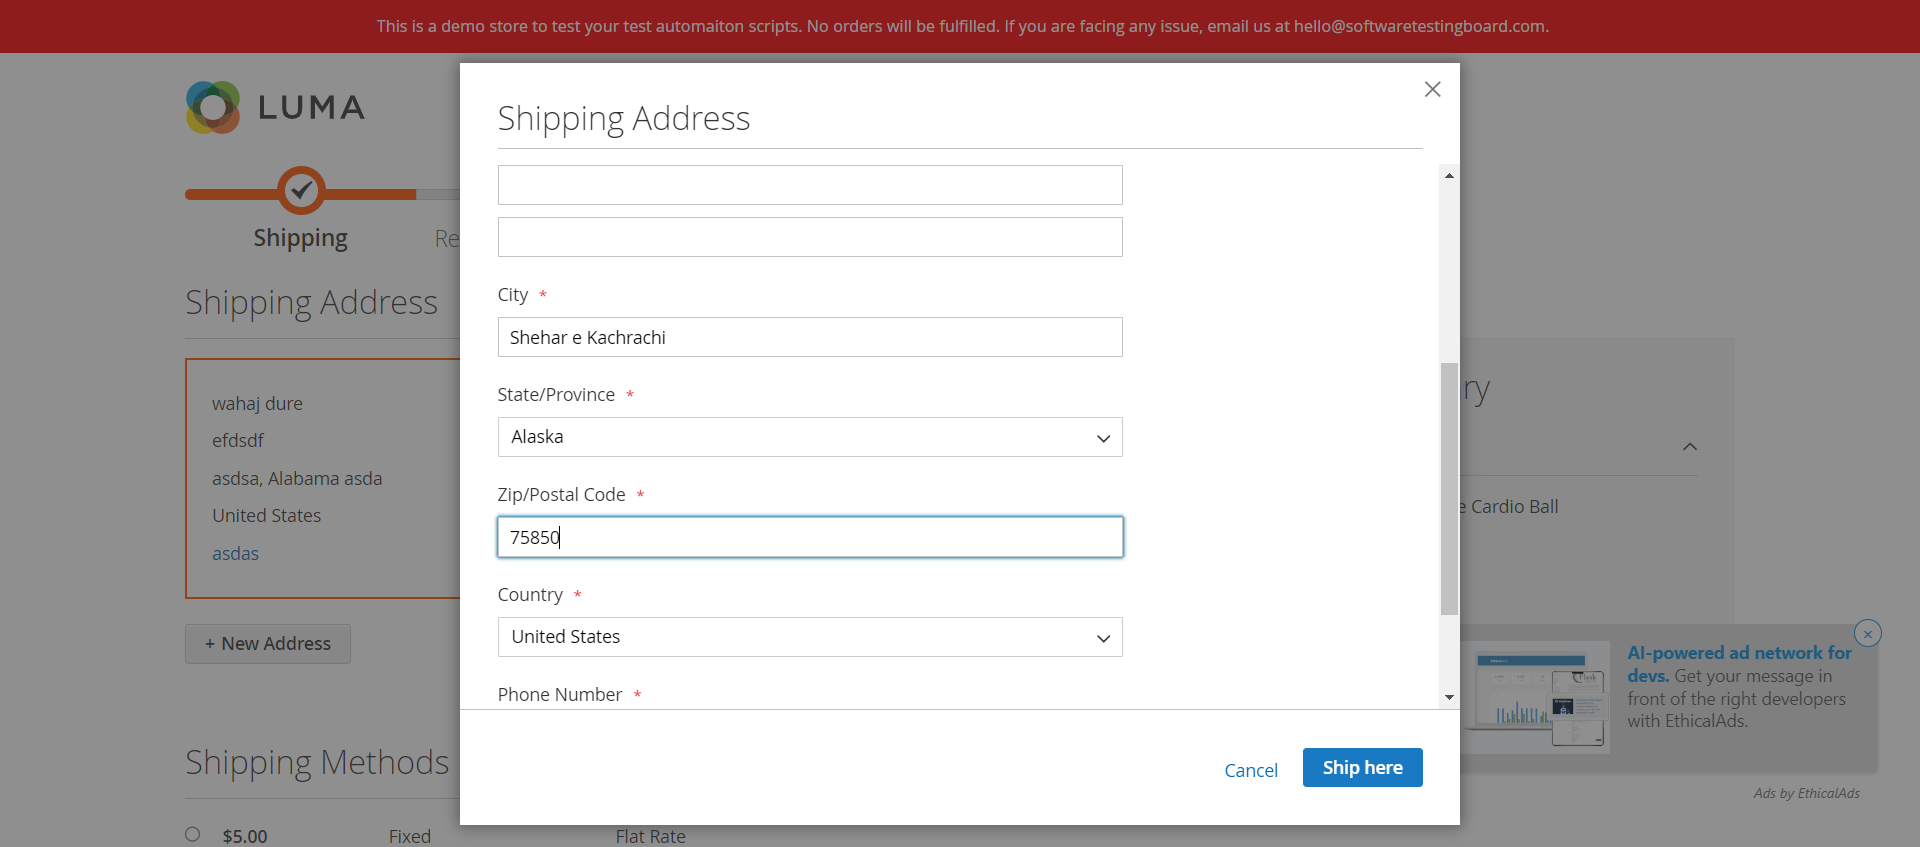 This is a demo store to test your test automaiton scripts. No orders will be fulfilled. If you are facing any issue, email us at hello@softwaretestingboard.com.
LUMA
Shipping
Re
Shipping Address
wahaj dure
efdsdf
asdsa, Alabama asda
United States
asdas
+ New Address
Shipping Methods
$5.00 Fixed Flat Rate
Shipping Address
City *
Shehar e Kachrachi
State/Province *
Alaska
Zip/Postal Code *
75850
Country *
United States
Phone Number *
Cancel
Ship here
ry
e Cardio Ball
AI-powered ad network for
devs. Get your message in
front of the right developers
with EthicalAds.
Ads by EthicalAds